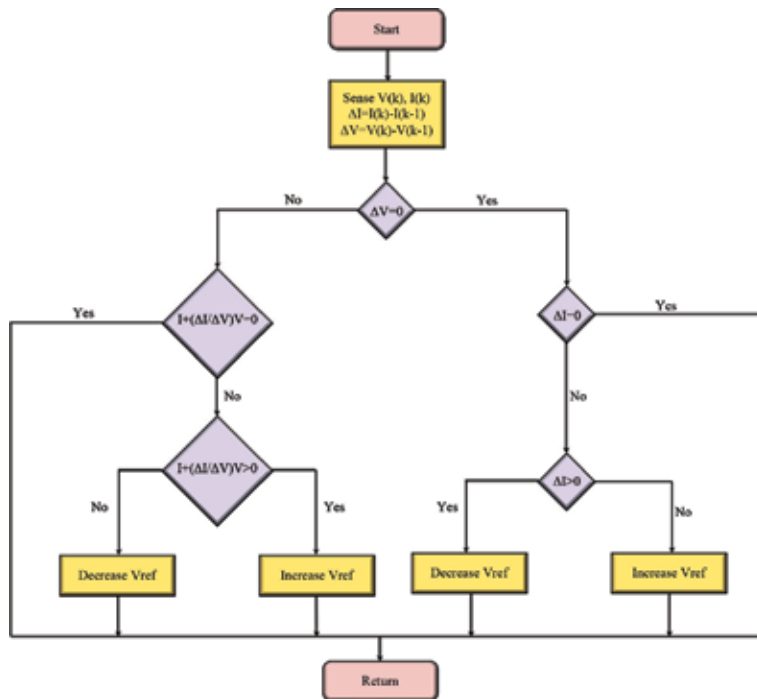 Start
Sense V(k), I(k)
ΔI=I(k)-I(k-1)
ΔV=V(k)-V(k-1)
No
ΔV=0
Yes
Yes
I+(ΔI/ΔV)V=0
ΔI=0
Yes
No
No
I+(ΔI/ΔV)V>0
ΔI>0
No
Yes
Yes
No
Decrease Vref
Increase Vref
Decrease Vref
Increase Vref
Return